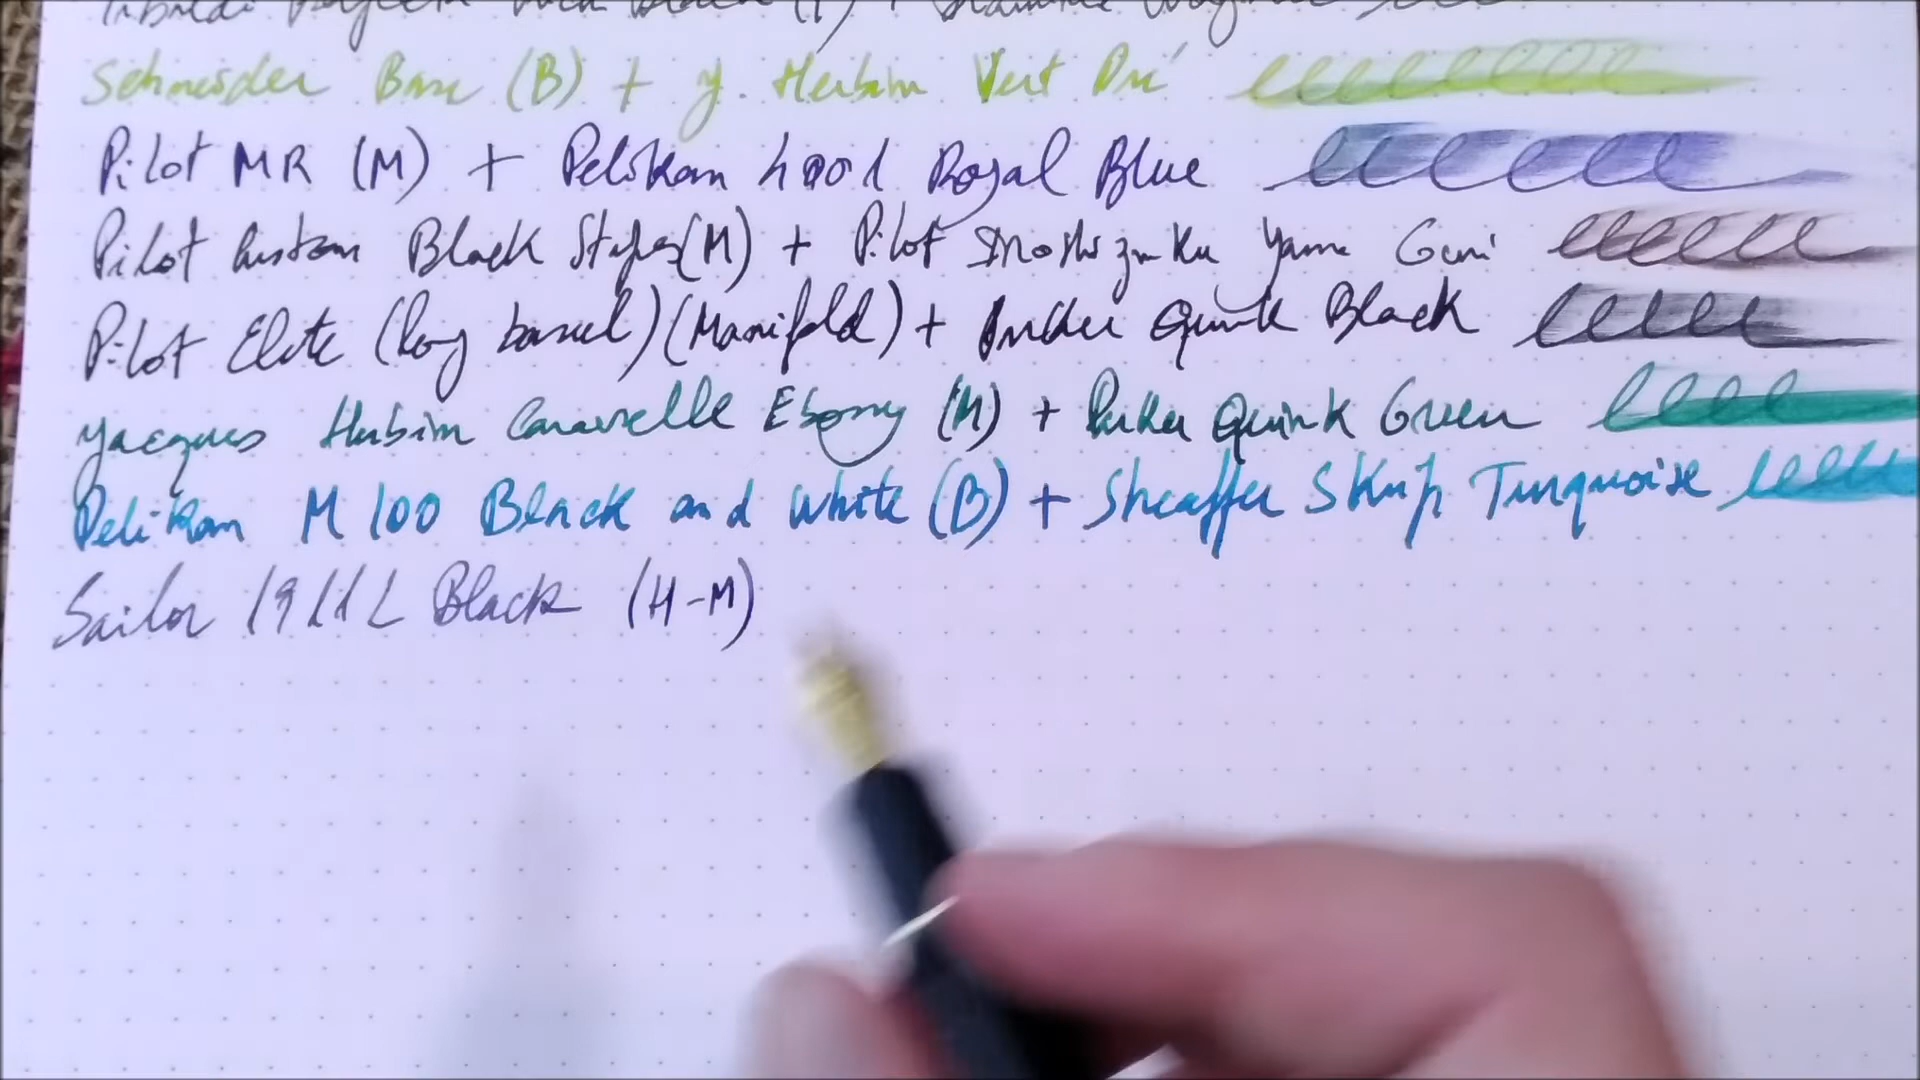 Schneider Base (B) + J. Herbin Vert Pré
Pilot MR (M) + Pelikan 4001 Royal Blue
Pilot Custom Black Stripes (M) + Pilot Iroshizuku Yama Guri
Pilot Elite (long barrel) (Manifold) + Parker Quink Black
Jacques Herbin Caravelle Ebony (M) + Parker Quink Green
Pelikan M100 Black and White (B) + Sheaffer Skrip Turquoise
Sailor 1911L Black (H-M)